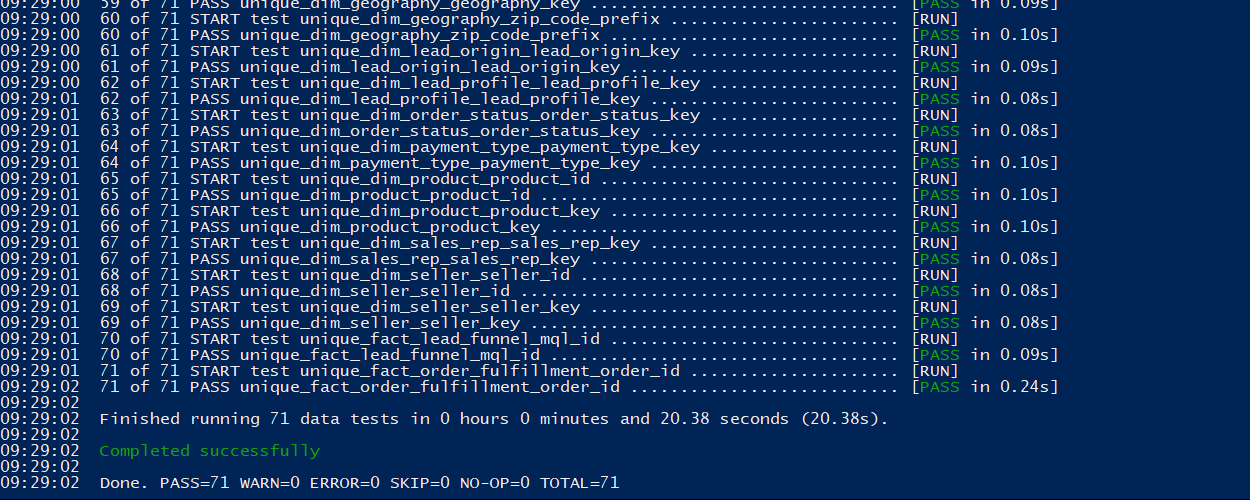 09:29:00 59 of 71 PASS unique_dim_geography_geography_key ............................... [PASS in 0.09s]
09:29:00 60 of 71 START test unique_dim_geography_zip_code_prefix ....................... [RUN]
09:29:00 60 of 71 PASS unique_dim_geography_zip_code_prefix ............................. [PASS in 0.10s]
09:29:00 61 of 71 START test unique_dim_lead_origin_lead_origin_key ..................... [RUN]
09:29:00 61 of 71 PASS unique_dim_lead_origin_lead_origin_key ........................... [PASS in 0.09s]
09:29:00 62 of 71 START test unique_dim_lead_profile_lead_profile_key ................... [RUN]
09:29:01 62 of 71 PASS unique_dim_lead_profile_lead_profile_key ......................... [PASS in 0.08s]
09:29:01 63 of 71 START test unique_dim_order_status_order_status_key ................... [RUN]
09:29:01 63 of 71 PASS unique_dim_order_status_order_status_key ......................... [PASS in 0.08s]
09:29:01 64 of 71 START test unique_dim_payment_type_payment_type_key ................... [RUN]
09:29:01 64 of 71 PASS unique_dim_payment_type_payment_type_key ......................... [PASS in 0.10s]
09:29:01 65 of 71 START test unique_dim_product_product_id .............................. [RUN]
09:29:01 65 of 71 PASS unique_dim_product_product_id .................................... [PASS in 0.10s]
09:29:01 66 of 71 START test unique_dim_product_product_key ............................. [RUN]
09:29:01 66 of 71 PASS unique_dim_product_product_key ................................... [PASS in 0.10s]
09:29:01 67 of 71 START test unique_dim_sales_rep_sales_rep_key ......................... [RUN]
09:29:01 67 of 71 PASS unique_dim_sales_rep_sales_rep_key ............................... [PASS in 0.08s]
09:29:01 68 of 71 START test unique_dim_seller_seller_id ................................ [RUN]
09:29:01 68 of 71 PASS unique_dim_seller_seller_id ...................................... [PASS in 0.08s]
09:29:01 69 of 71 START test unique_dim_seller_seller_key ............................... [RUN]
09:29:01 69 of 71 PASS unique_dim_seller_seller_key ..................................... [PASS in 0.08s]
09:29:01 70 of 71 START test unique_fact_lead_funnel_mql_id ............................. [RUN]
09:29:01 70 of 71 PASS unique_fact_lead_funnel_mql_id ................................... [PASS in 0.09s]
09:29:01 71 of 71 START test unique_fact_order_fulfillment_order_id ..................... [RUN]
09:29:02 71 of 71 PASS unique_fact_order_fulfillment_order_id ........................... [PASS in 0.24s]
09:29:02
09:29:02 Finished running 71 data tests in 0 hours 0 minutes and 20.38 seconds (20.38s).
09:29:02
09:29:02 Completed successfully
09:29:02
09:29:02 Done. PASS=71 WARN=0 ERROR=0 SKIP=0 NO-OP=0 TOTAL=71